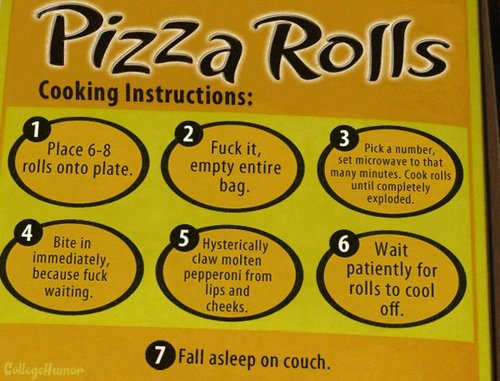 Pizza Rolls
Cooking Instructions:
1
Place 6-8
rolls onto plate.
2
Fuck it,
empty entire
bag.
3
Pick a number,
set microwave to that
many minutes. Cook rolls
until completely
exploded.
4
Bite in
immediately,
because fuck
waiting.
5
Hysterically
claw molten
pepperoni from
lips and
cheeks.
6
Wait
patiently for
rolls to cool
off.
7 Fall asleep on couch.
CollegeHumor